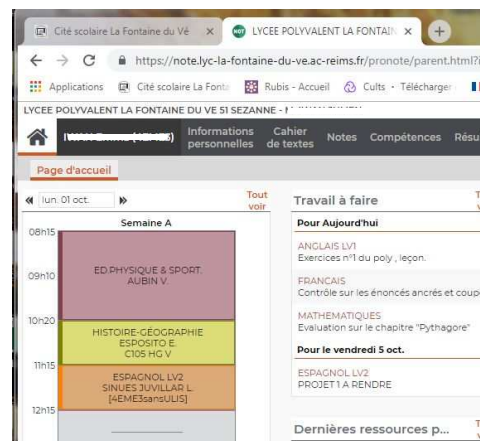 Cité scolaire La Fontaine du Vé
LYCEE POLYVALENT LA FONTAIN
https://note.lyc-la-fontaine-du-ve.ac-reims.fr/pronote/parent.html?i
Applications Cité scolaire La Fonta Rubis - Accueil Cults · Télécharger
LYCEE POLYVALENT LA FONTAINE DU VE 51 SEZANNE -
Informations personnelles Cahier de textes Notes Compétences Résu
Page d'accueil
lun. 01 oct. Tout voir
Semaine A
08h15
ED.PHYSIQUE & SPORT.
AUBIN V.
09h10
10h20
HISTOIRE-GÉOGRAPHIE
ESPOSITO E.
C105 HG V
11h15
ESPAGNOL LV2
SINUES JUVILLAR L.
[4EME3sansULIS]
12h15
Travail à faire
Pour Aujourd'hui
ANGLAIS LV1
Exercices n°1 du poly , leçon.
FRANCAIS
Contrôle sur les énoncés ancrés et coup
MATHEMATIQUES
Evaluation sur le chapitre "Pythagore"
Pour le vendredi 5 oct.
ESPAGNOL LV2
PROJET 1 A RENDRE
Dernières ressources p...